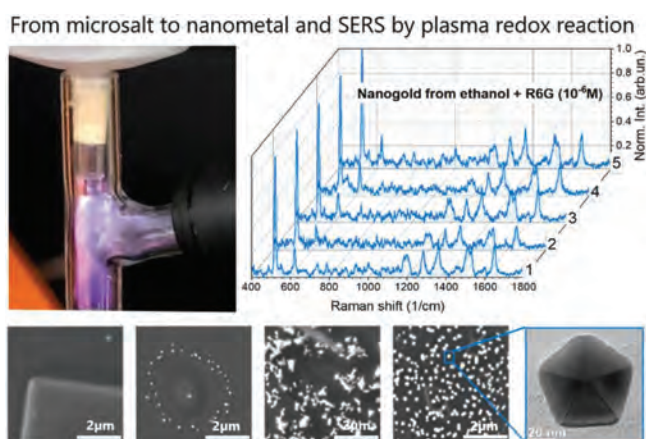 From microsalt to nanometal and SERS by plasma redox reaction
Nanogold from ethanol + R6G (10⁻⁶M)
1.0
0.8
0.6
0.4
0.2
Norm. Int. (arb.un.)
5
4
3
2
1
400 600 800 1000 1200 1400 1600 1800
Raman shift (1/cm)
2μm
2μm
2μm
20 nm